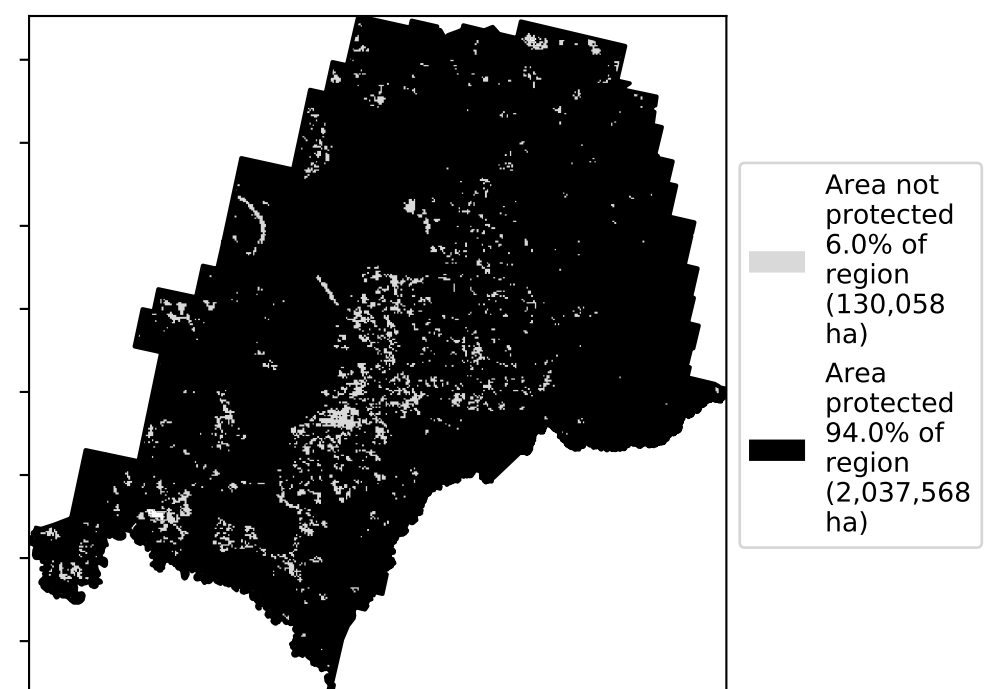 Area not
protected
6.0% of
region
(130,058
ha)
Area
protected
94.0% of
region
(2,037,568
ha)